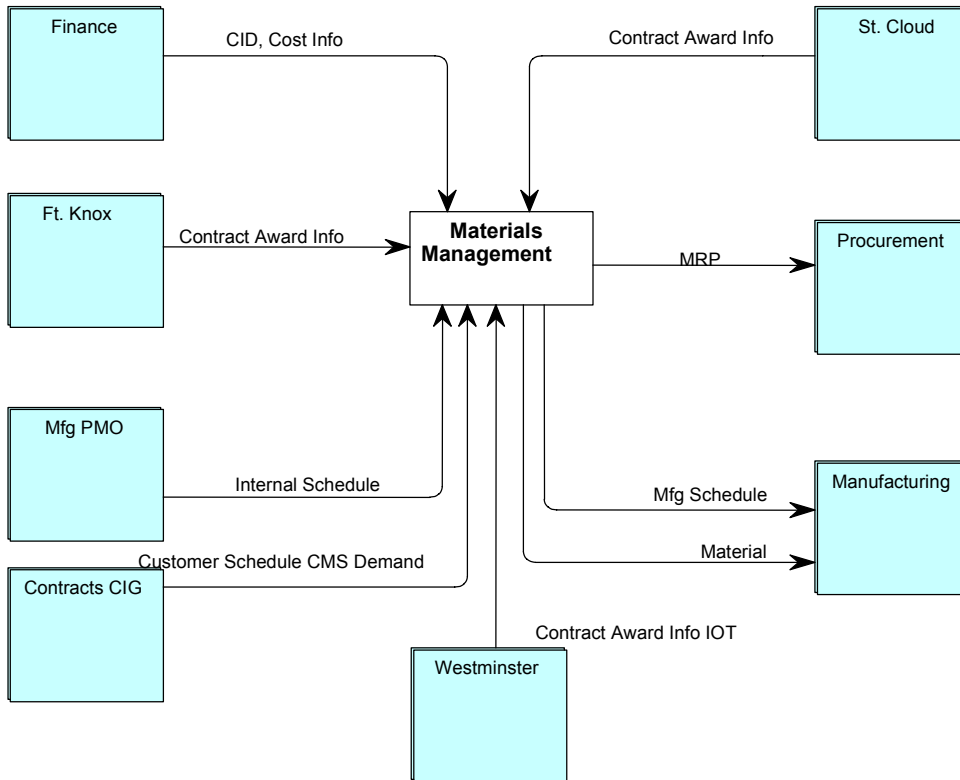 Finance
CID, Cost Info
Contract Award Info
St. Cloud
Ft. Knox
Contract Award Info
Materials
Management
MRP
Procurement
Mfg PMO
Internal Schedule
Mfg Schedule
Manufacturing
Material
Customer Schedule CMS Demand
Contracts CIG
Contract Award Info IOT
Westminster